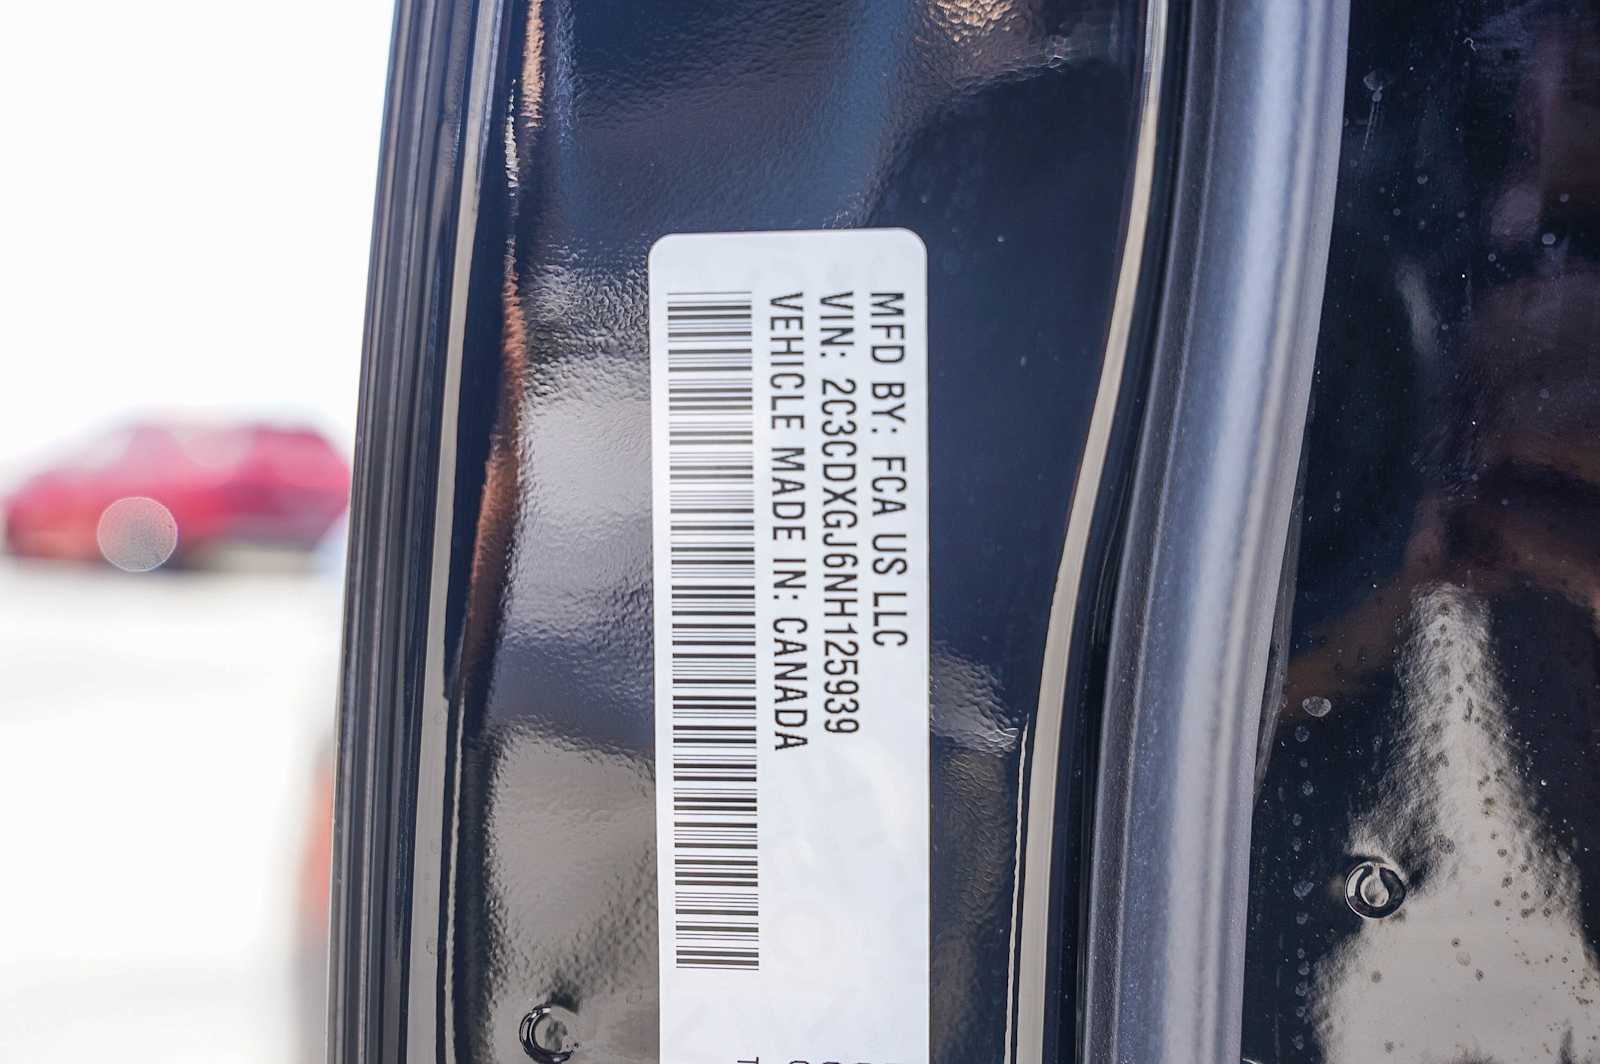 MFD BY: FCA US LLC
VIN: 2C3CDXGJ6NH125939
VEHICLE MADE IN: CANADA